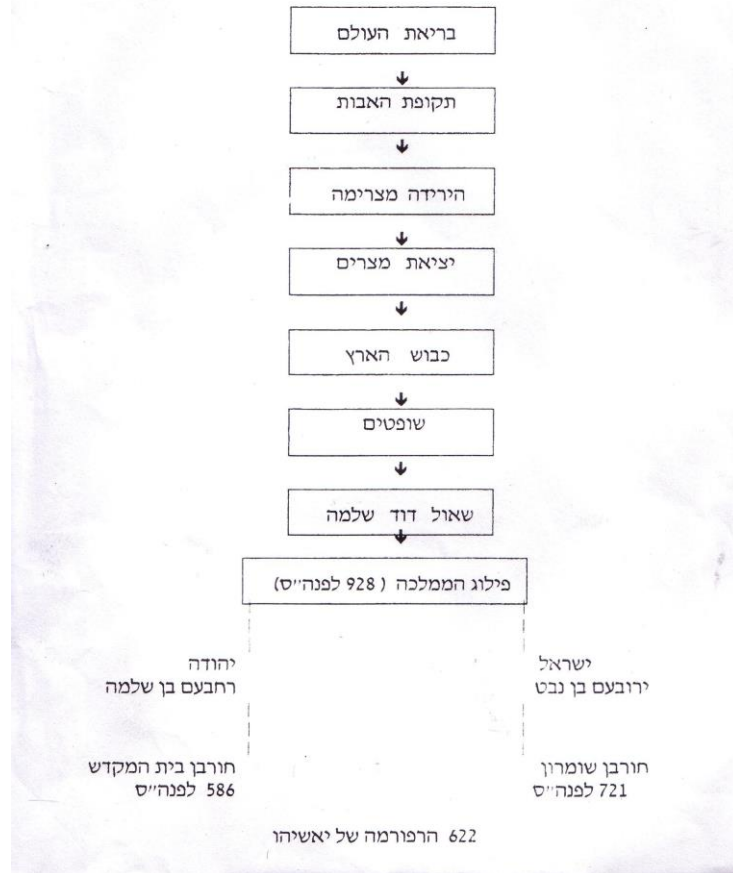 בריאת העולם
תקופת האבות
הירידה מצרימה
יציאת מצרים
כבוש הארץ
שופטים
שאול דוד שלמה
פילוג הממלכה ( 928 לפנה״ס)
ישראל
ירובעם בן נבט
יהודה
רחבעם בן שלמה
חורבן שומרון
721 לפנה״ס
חורבן בית המקדש
586 לפנה״ס
622 הרפורמה של יאשיהו